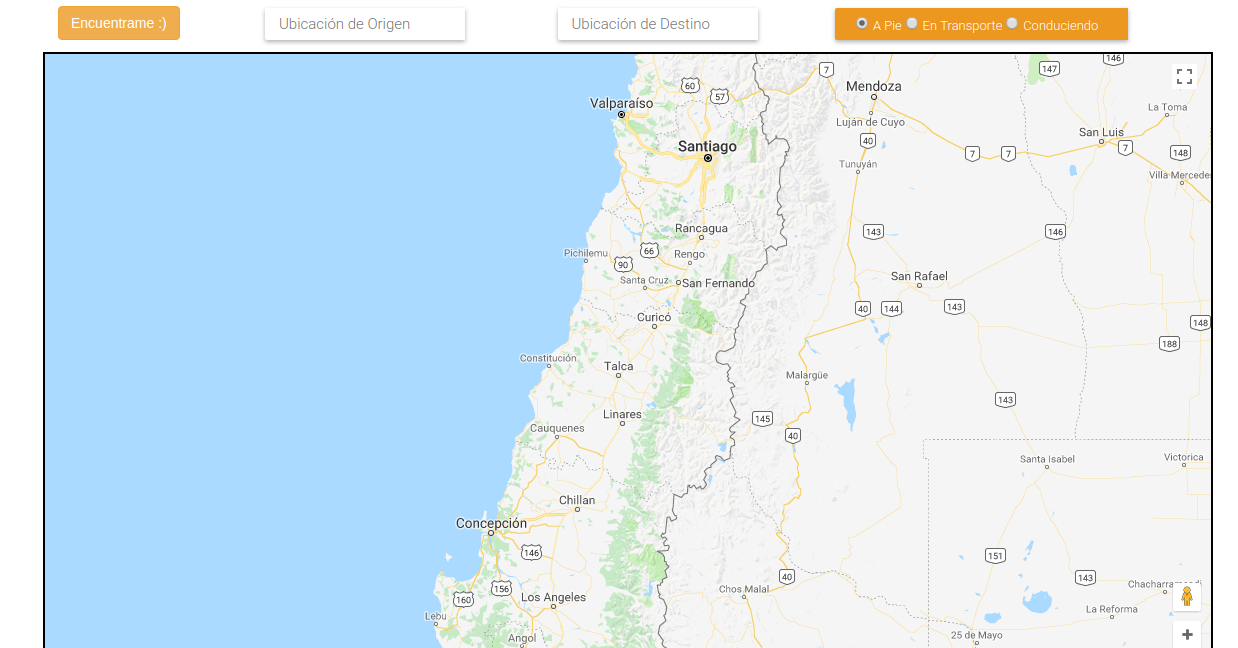 Encuentrame :)
Ubicación de Origen
Ubicación de Destino
A Pie En Transporte Conduciendo
146
147
7
60
57
Mendoza
Valparaíso
La Toma
Luján de Cuyo
San Luis
40
Santiago
7
7
7
148
Tunuyán
Villa Mercedes
Rancagua
143
146
66
Pichilemu
Rengo
90
San Rafael
Santa Cruz
San Fernando
40
144
143
Curicó
148
188
Constitución
Talca
Malargüe
143
Linares
145
Cauquenes
40
Santa Isabel
Victorica
Chillan
Concepción
146
151
40
143
156
Chos Malal
160
Los Angeles
La Reforma
Lebu
Angol
25 de Mayo
+